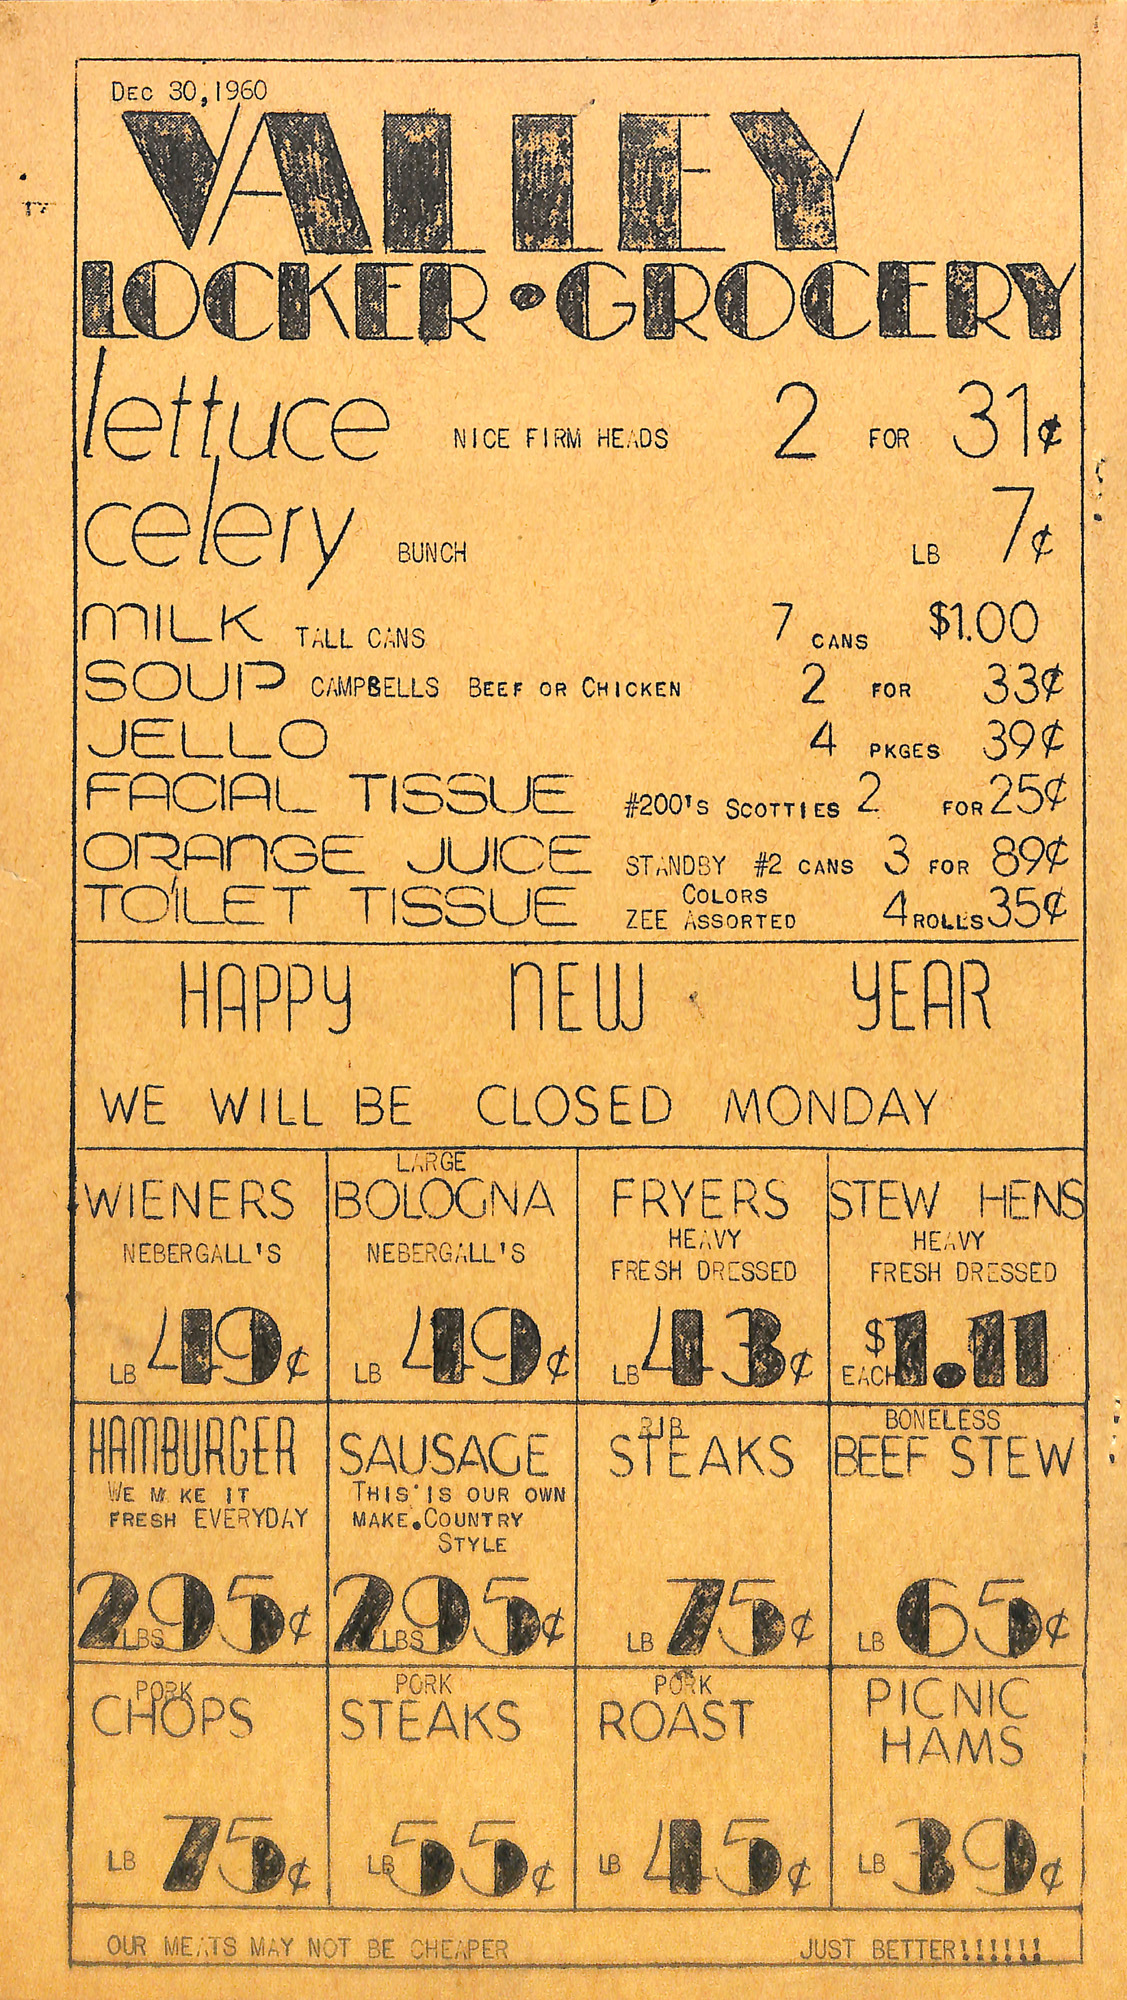 DEC 30, 1960
VALLEY
LOCKER • GROCERY
lettuce NICE FIRM HEADS 2 FOR 31¢
celery BUNCH LB 7¢
MILK TALL CANS 7 CANS $1.00
SOUP CAMPBELLS BEEF OR CHICKEN 2 FOR 33¢
JELLO 4 PKGES 39¢
FACIAL TISSUE #200'S SCOTTIES 2 FOR 25¢
ORANGE JUICE STANDBY #2 CANS 3 FOR 89¢
TOILET TISSUE ZEE ASSORTED COLORS 4 ROLLS 35¢
HAPPY NEW YEAR
WE WILL BE CLOSED MONDAY
WIENERS
NEBERGALL'S
LB 49¢
LARGE
BOLOGNA
NEBERGALL'S
LB 49¢
FRYERS
HEAVY
FRESH DRESSED
LB 43¢
STEW HENS
HEAVY
FRESH DRESSED
$1.11
EACH
HAMBURGER
WE M KE IT
FRESH EVERYDAY
2 LBS 95¢
SAUSAGE
THIS IS OUR OWN
MAKE. COUNTRY
STYLE
2 LBS 95¢
RIB
STEAKS
LB 75¢
BONELESS
BEEF STEW
LB 65¢
PORK
CHOPS
LB 75¢
PORK
STEAKS
LB 55¢
PORK
ROAST
LB 45¢
PICNIC
HAMS
LB 39¢
OUR MEATS MAY NOT BE CHEAPER JUST BETTER!!!!!!